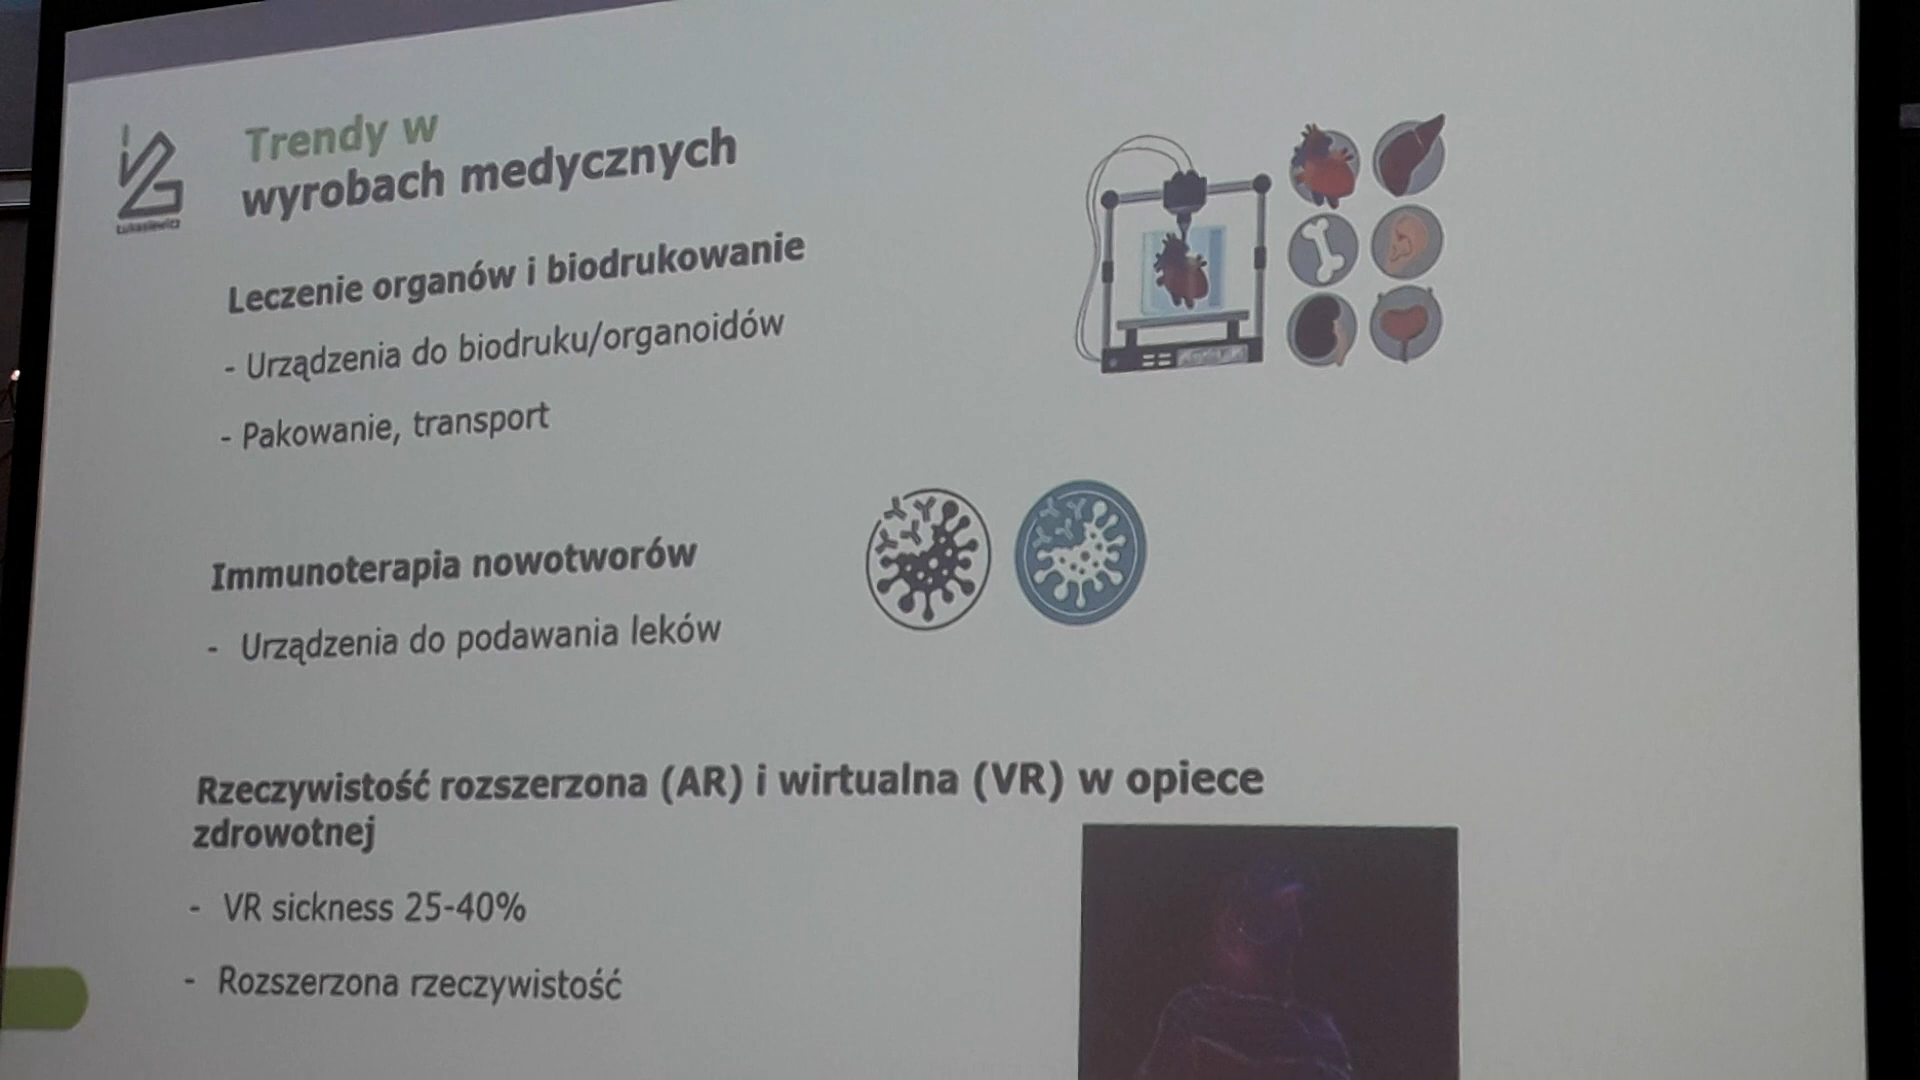 Łukasiewicz
Trendy w
wyrobach medycznych
Leczenie organów i biodrukowanie
- Urządzenia do biodruku/organoidów
- Pakowanie, transport
Immunoterapia nowotworów
- Urządzenia do podawania leków
Rzeczywistość rozszerzona (AR) i wirtualna (VR) w opiece
zdrowotnej
- VR sickness 25-40%
- Rozszerzona rzeczywistość